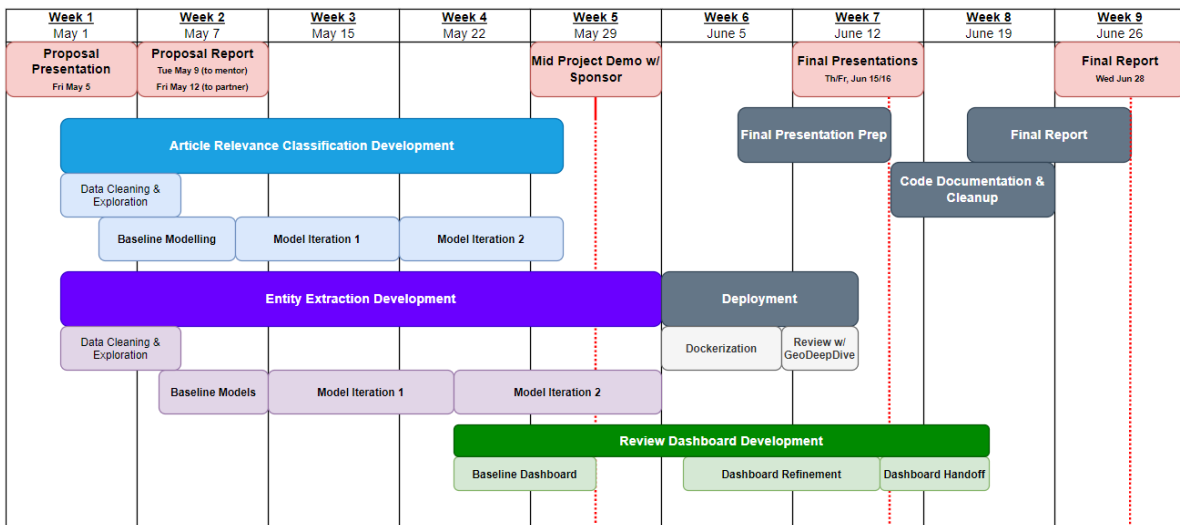 Week 1
May 1
Week 2
May 7
Week 3
May 15
Week 4
May 22
Week 5
May 29
Week 6
June 5
Week 7
June 12
Week 8
June 19
Week 9
June 26
Proposal
Presentation
Fri May 5
Proposal Report
Tue May 9 (to mentor)
Fri May 12 (to partner)
Mid Project Demo w/
Sponsor
Final Presentations
Th/Fr, Jun 15/16
Final Report
Wed Jun 28
Article Relevance Classification Development
Final Presentation Prep
Final Report
Data Cleaning &
Exploration
Code Documentation &
Cleanup
Baseline Modelling
Model Iteration 1
Model Iteration 2
Entity Extraction Development
Deployment
Data Cleaning &
Exploration
Dockerization
Review w/
GeoDeepDive
Baseline Models
Model Iteration 1
Model Iteration 2
Review Dashboard Development
Baseline Dashboard
Dashboard Refinement
Dashboard Handoff